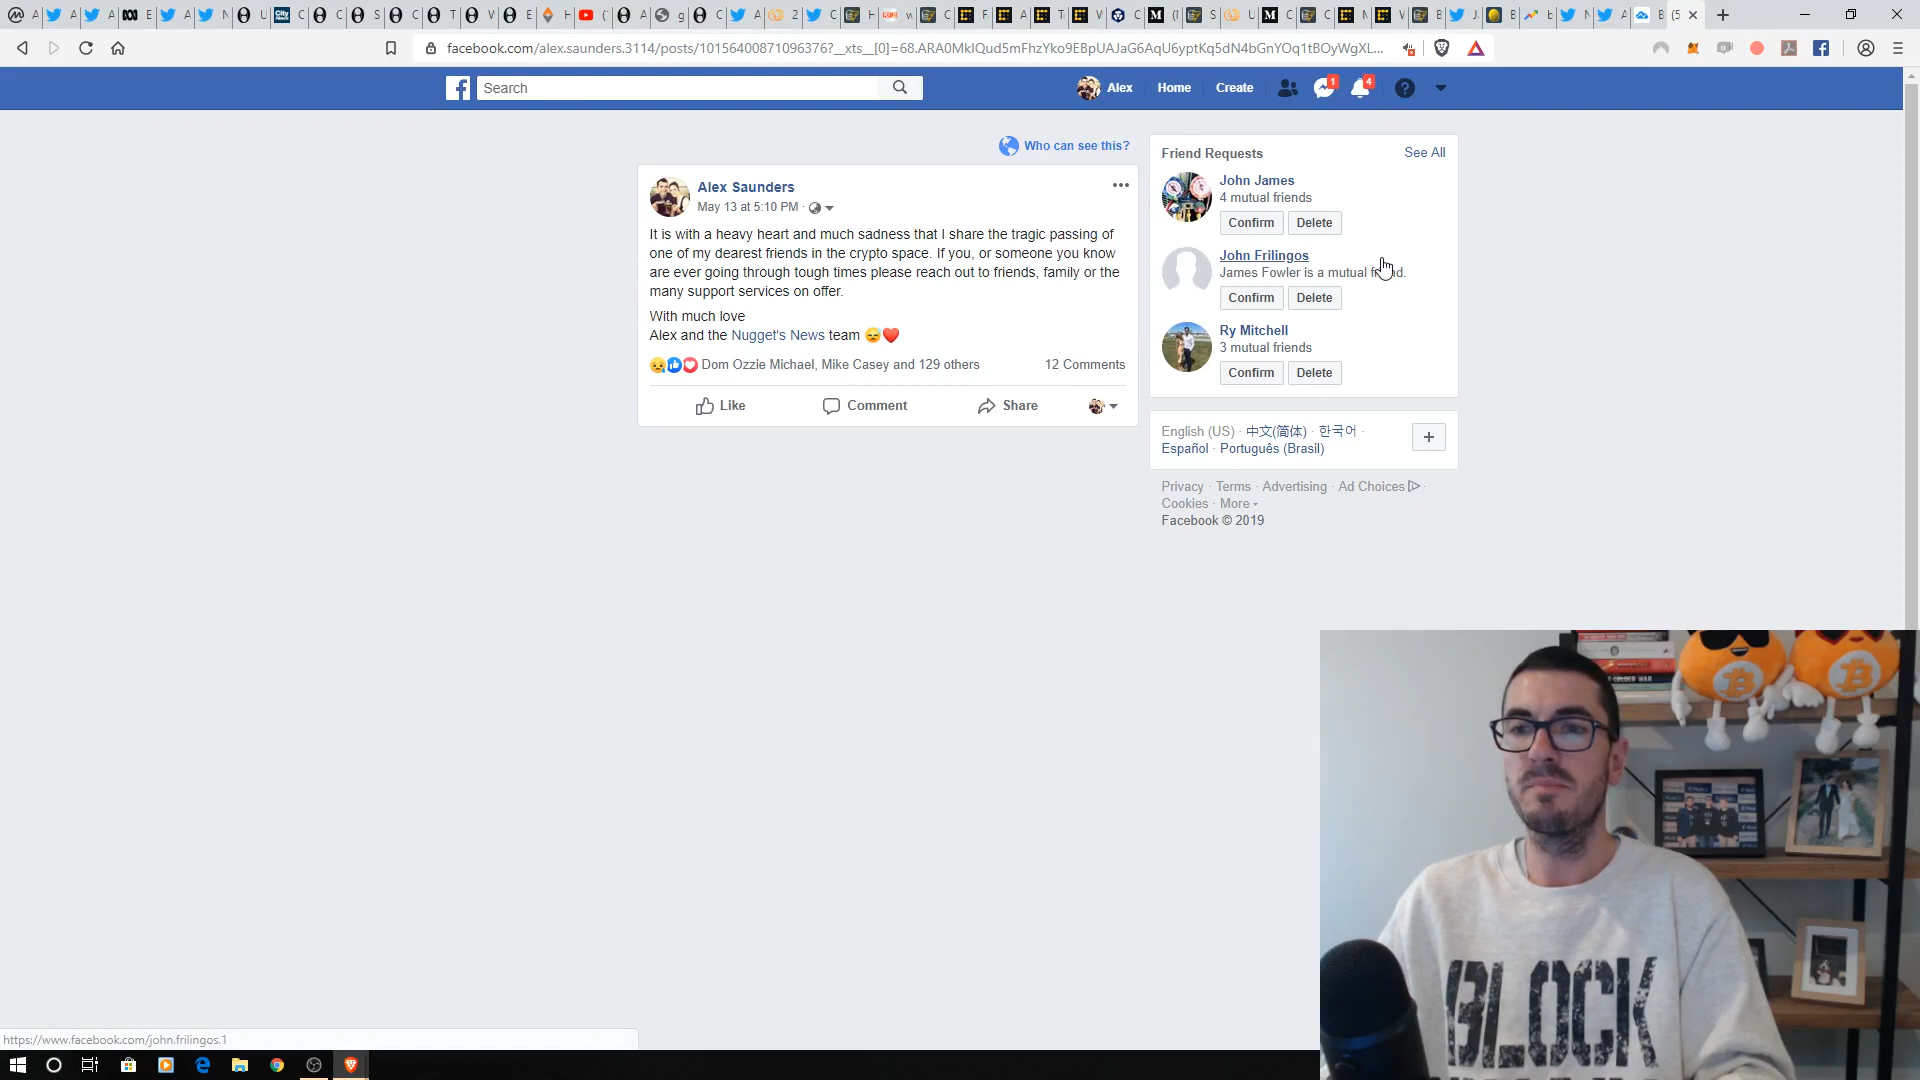 facebook.com/alex.saunders.3114/posts/10156400871096376?__xts__[0]=68.ARA0MkIQud5mFhzYko9EBpUAJaG6AqU6yptKq5dN4bGnYOq1tBOyWgXL...
Search
Alex
Home
Create
1
4
Who can see this?
Alex Saunders
May 13 at 5:10 PM ·
It is with a heavy heart and much sadness that I share the tragic passing of
one of my dearest friends in the crypto space. If you, or someone you know
are ever going through tough times please reach out to friends, family or the
many support services on offer.
With much love
Alex and the Nugget's News team 😪❤️
Dom Ozzie Michael, Mike Casey and 129 others
12 Comments
Like
Comment
Share
Friend Requests
See All
John James
4 mutual friends
Confirm
Delete
John Frilingos
James Fowler is a mutual
Confirm
Delete
Ry Mitchell
3 mutual friends
Confirm
Delete
English (US) · 中文(简体) · 한국어 ·
Español · Português (Brasil)
Privacy · Terms · Advertising · Ad Choices ·
Cookies · More
Facebook © 2019
BLOCK
https://www.facebook.com/john.frilingos.1